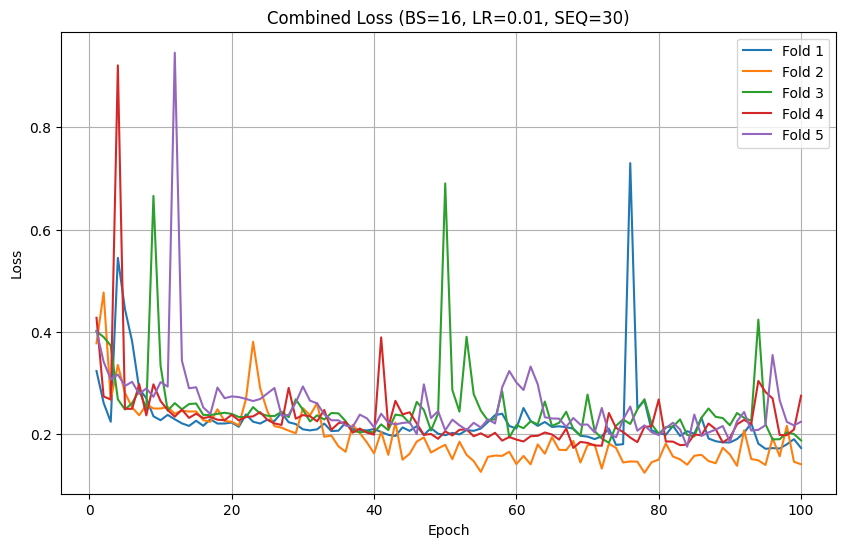 Combined Loss (BS=16, LR=0.01, SEQ=30)
Fold 1
Fold 2
Fold 3
Fold 4
Fold 5
Loss
0.8
0.6
0.4
0.2
0
20
40
60
80
100
Epoch